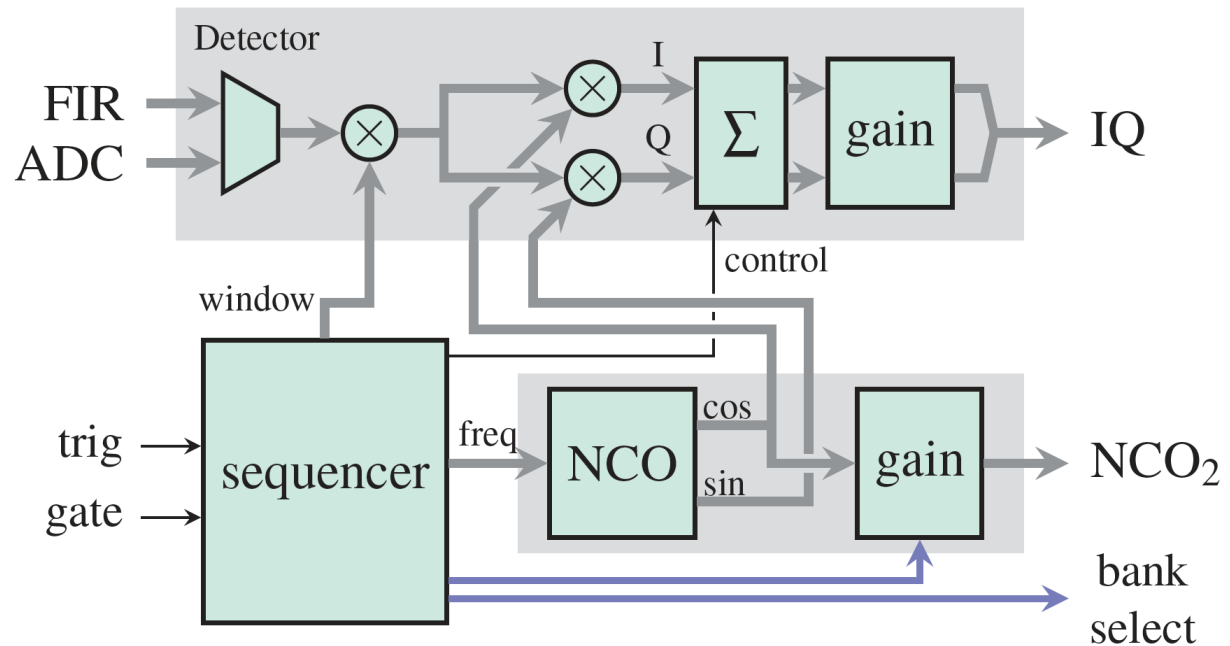 Detector
FIR
ADC
I
Q
Σ
gain
IQ
control
window
trig
gate
sequencer
freq
NCO
cos
sin
gain
NCO₂
bank
select